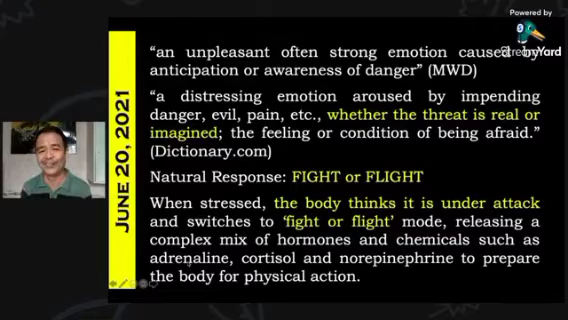 Powered by
StreamYard
JUNE 20, 2021
“an unpleasant often strong emotion caused by
anticipation or awareness of danger” (MWD)
“a distressing emotion aroused by impending
danger, evil, pain, etc., whether the threat is real or
imagined; the feeling or condition of being afraid.”
(Dictionary.com)
Natural Response: FIGHT or FLIGHT
When stressed, the body thinks it is under attack
and switches to ‘fight or flight’ mode, releasing a
complex mix of hormones and chemicals such as
adrenaline, cortisol and norepinephrine to prepare
the body for physical action.